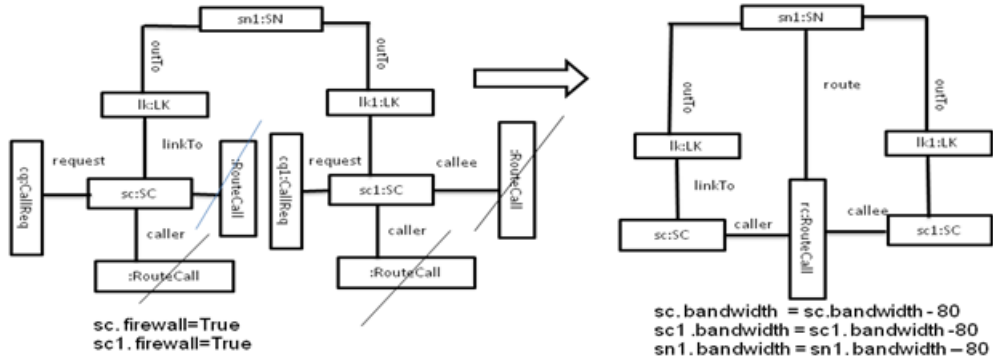 sn1:SN
outTo
outTo
lk:LK
lk1:LK
linkTo
request
request
callee
cq:CallReq
sc:SC
:RouteCall
cq1:CallReq
sc1:SC
:RouteCall
caller
caller
:RouteCall
:RouteCall
sc.firewall=True
sc1.firewall=True
sn1:SN
outTo
route
outTo
lk:LK
lk1:LK
linkTo
rc:RouteCall
caller
callee
sc:SC
sc1:SC
sc.bandwidth = sc.bandwidth-80
sc1.bandwidth = sc1.bandwidth-80
sn1.bandwidth = sn1.bandwidth–80